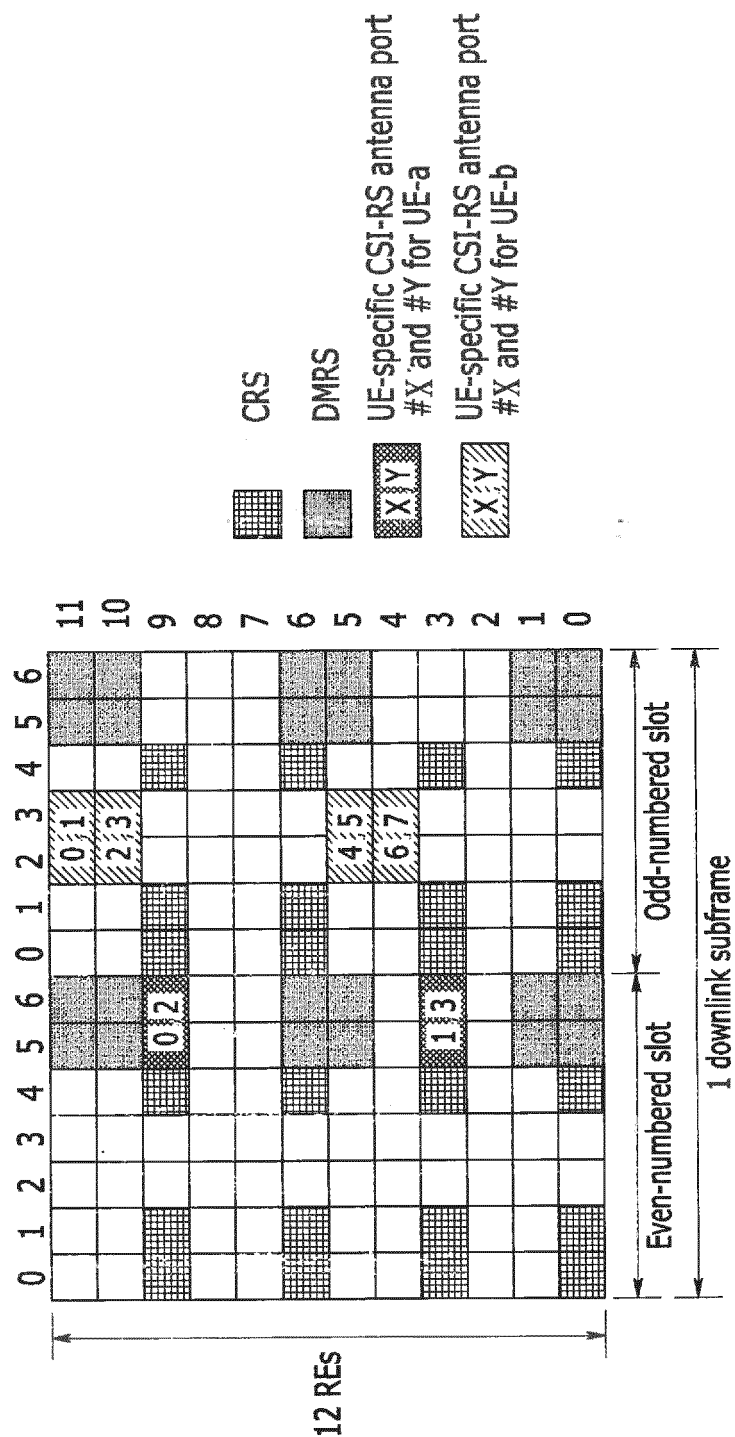 0 1 2 3 4 5 6 0 1 2 3 4 5 6
0 1 11
2 3 10
0 2 9
8
7
6
4 5 5
6 7 4
1 3 3
2
1
0
12 REs
Even-numbered slot
Odd-numbered slot
1 downlink subframe
CRS
DMRS
X Y
UE-specific CSI-RS antenna port
#X and #Y for UE-a
X Y
UE-specific CSI-RS antenna port
#X and #Y for UE-b